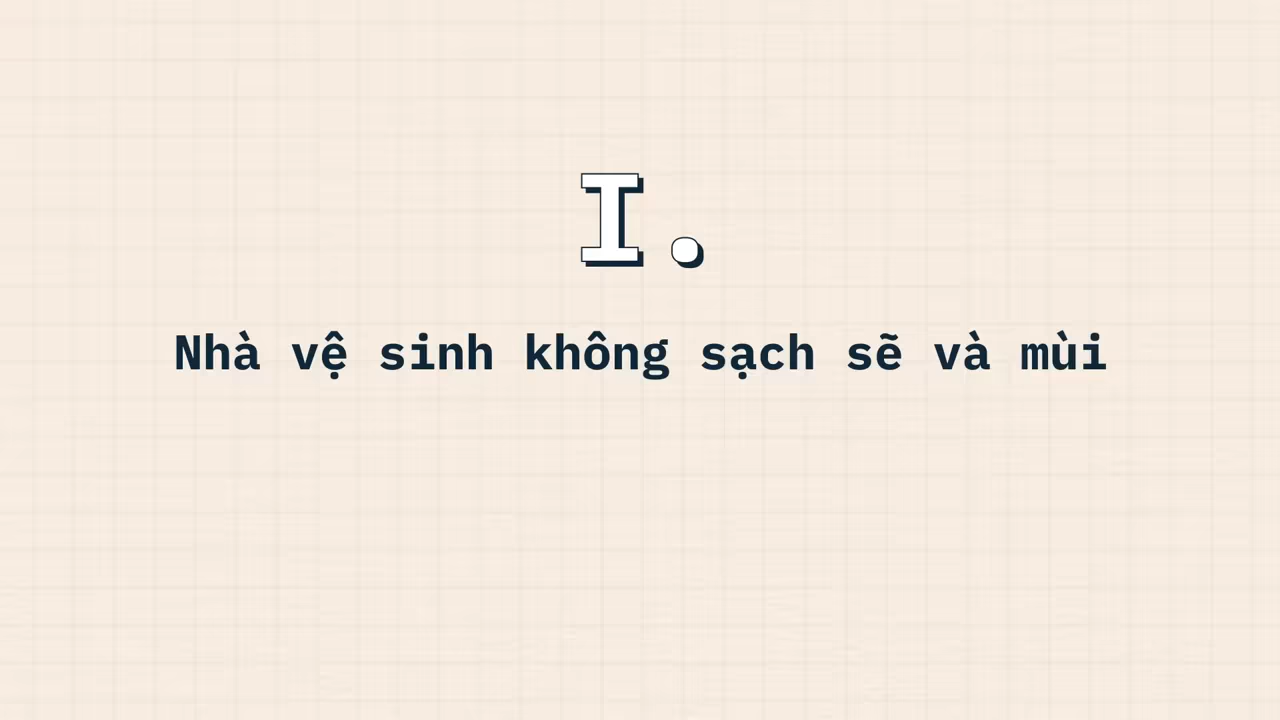 I.
Nhà vệ sinh không sạch sẽ và mùi